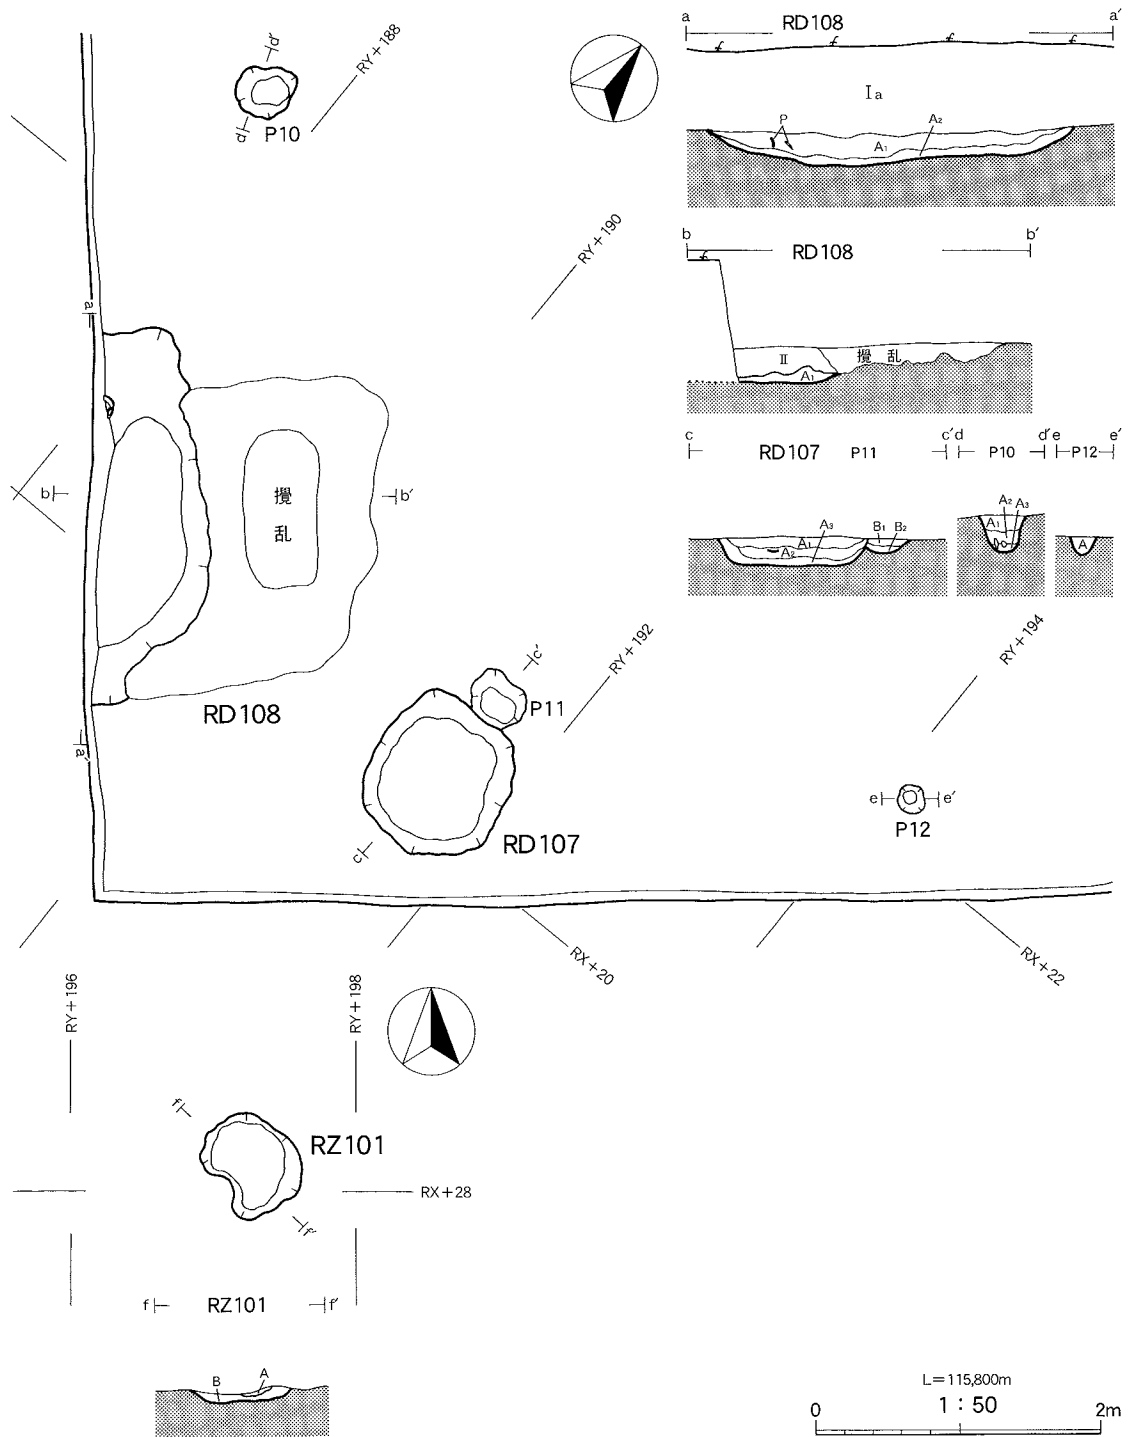 a a′
RD108
Ⅰa
P A₂
A₁
b b′
RD108
Ⅱ 攪乱
A₁
c c′ d d′ e e′
RD107 P11 P10 P12
A₃ B₁ B₂ A₂ A₃
A₁ A₁ A
A₂
d′
RY+188
d
P10
RY+190
a
b b′
攪
乱
RD108
a′
c′
RY+192
P11
RY+194
c
RD107
e e′
P12
RX+20
RX+22
RY+196
RY+198
f
RZ101
RX+28
f′
f RZ101 f′
B A
L=115,800m
1:50
0 2m